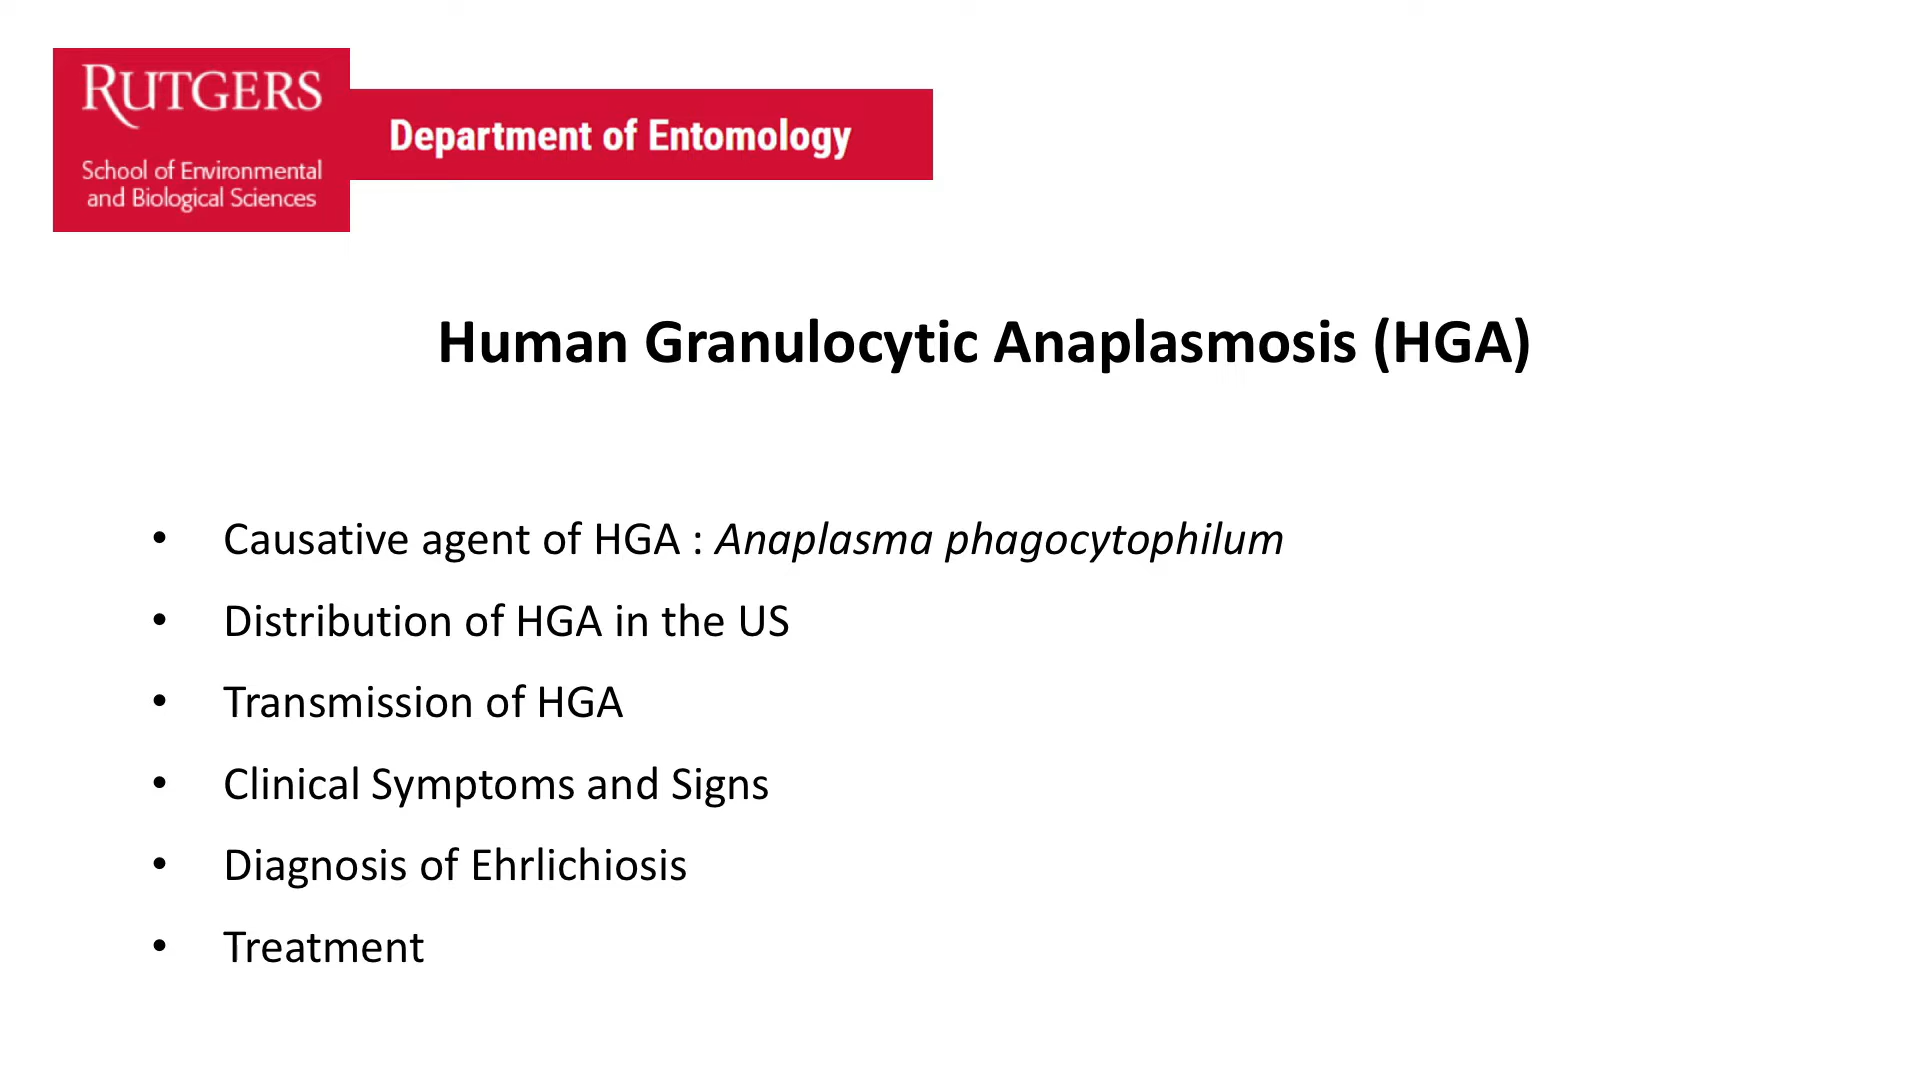 RUTGERS
School of Environmental
and Biological Sciences
Department of Entomology
Human Granulocytic Anaplasmosis (HGA)
• Causative agent of HGA : Anaplasma phagocytophilum
• Distribution of HGA in the US
• Transmission of HGA
• Clinical Symptoms and Signs
• Diagnosis of Ehrlichiosis
• Treatment